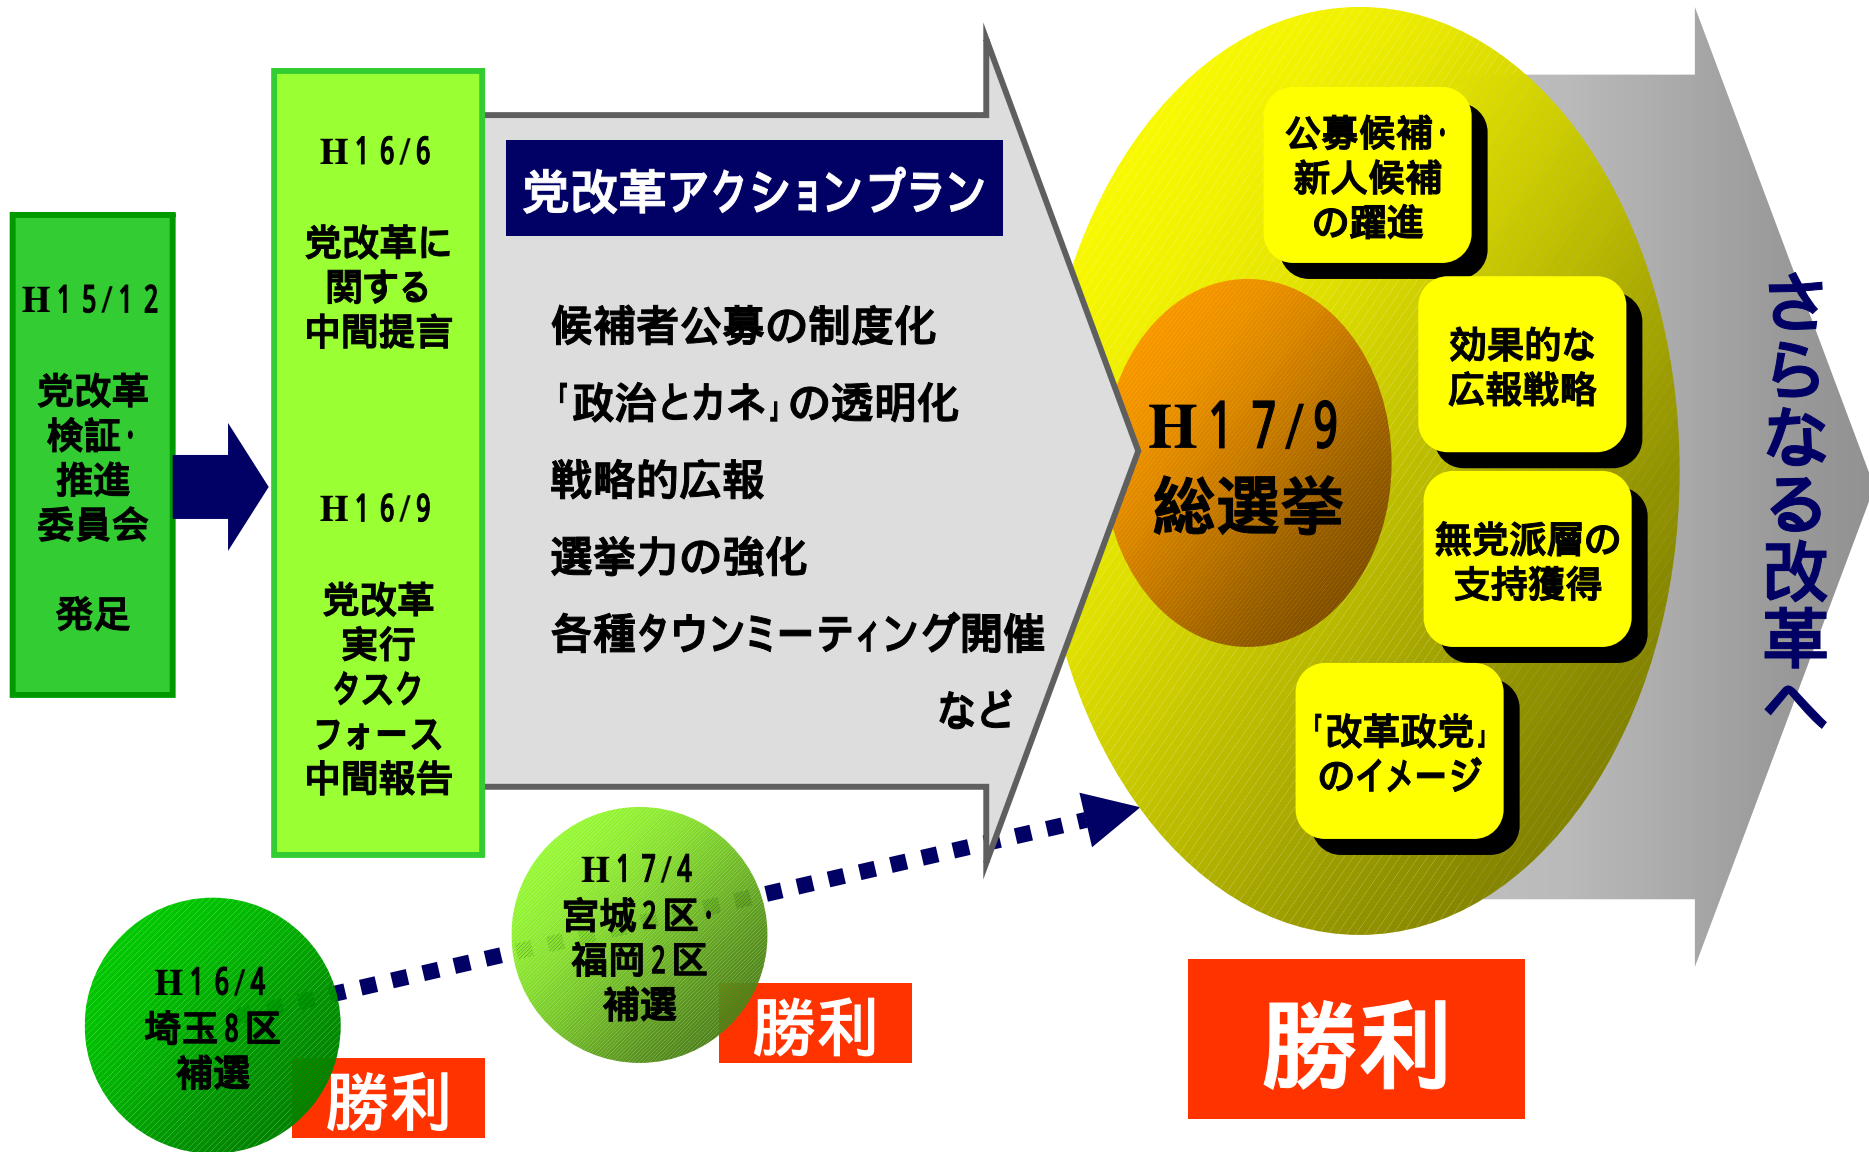 H15/12
党改革
検証・
推進
委員会
発足
H16/6
党改革に
関する
中間提言
H16/9
党改革
実行
タスク
フォース
中間報告
党改革アクションプラン
候補者公募の制度化
「政治とカネ」の透明化
戦略的広報
選挙力の強化
各種タウンミーティング開催
など
H17/9
総選挙
公募候補・
新人候補
の躍進
効果的な
広報戦略
無党派層の
支持獲得
「改革政党」
のイメージ
さらなる改革へ
H16/4
埼玉8区
補選
勝利
H17/4
宮城2区・
福岡2区
補選
勝利
勝利